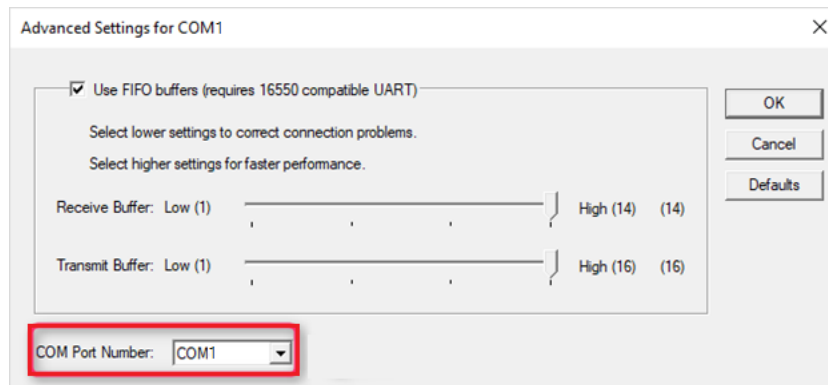 Advanced Settings for COM1
Use FIFO buffers (requires 16550 compatible UART)
OK
Select lower settings to correct connection problems.
Cancel
Select higher settings for faster performance.
Defaults
Receive Buffer: Low (1) High (14) (14)
Transmit Buffer: Low (1) High (16) (16)
COM Port Number: COM1